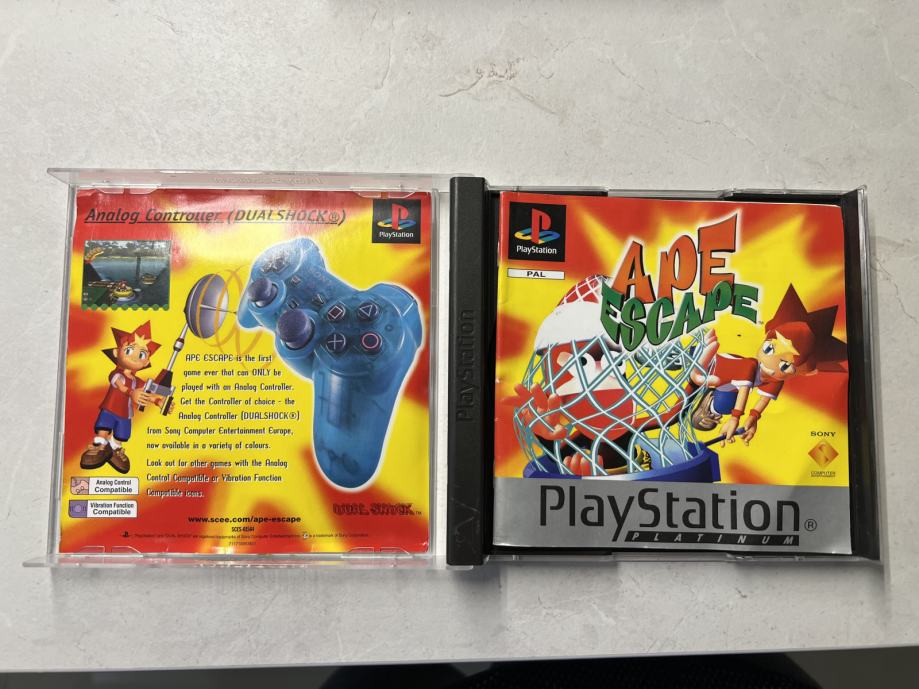 Analog Controller (DUALSHOCK®)
PlayStation
APE ESCAPE is the first
game ever that can ONLY be
played with an Analog Controller.
Get the Controller of choice - the
Analog Controller (DUALSHOCK®)
from Sony Computer Entertainment Europe,
now available in a variety of colours.
Look out for other games with the Analog
Control Compatible or Vibration Function
Compatible icons.
Analog Control
Compatible
Vibration Function
Compatible
DUAL SHOCK™
www.scee.com/ape-escape
PlayStation
PlayStation
PAL
APE
ESCAPE
SONY
COMPUTER
ENTERTAINMENT
PlayStation®
PLATINUM